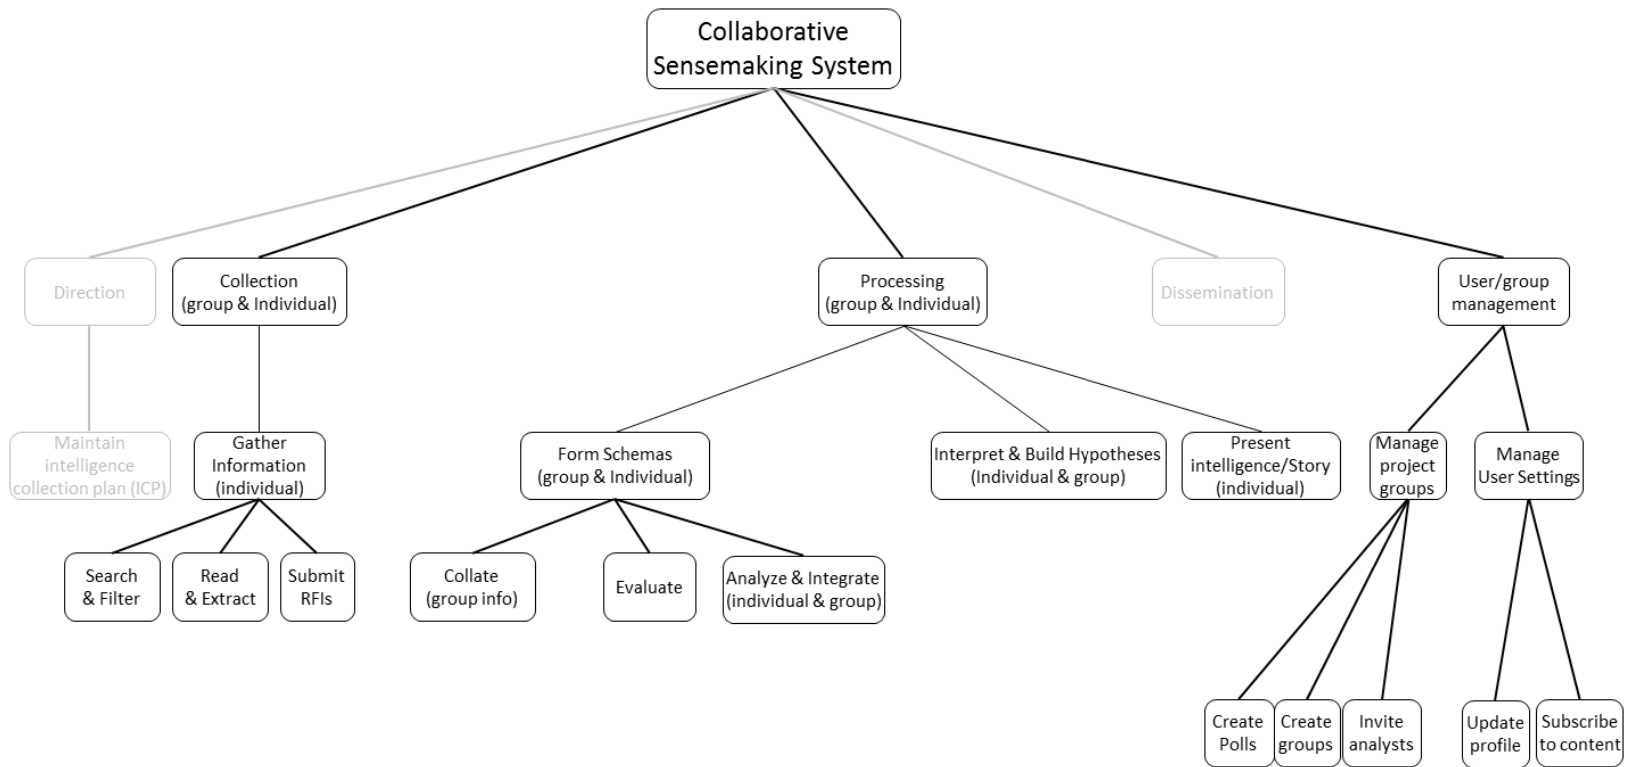 Collaborative
Sensemaking System
Direction
Collection
(group & Individual)
Processing
(group & Individual)
Dissemination
User/group
management
Maintain
intelligence
collection plan (ICP)
Gather
Information
(individual)
Form Schemas
(group & Individual)
Interpret & Build Hypotheses
(Individual & group)
Present
intelligence/Story
(individual)
Manage
project
groups
Manage
User Settings
Search
& Filter
Read
& Extract
Submit
RFIs
Collate
(group info)
Evaluate
Analyze & Integrate
(individual & group)
Create
Polls
Create
groups
Invite
analysts
Update
profile
Subscribe
to content